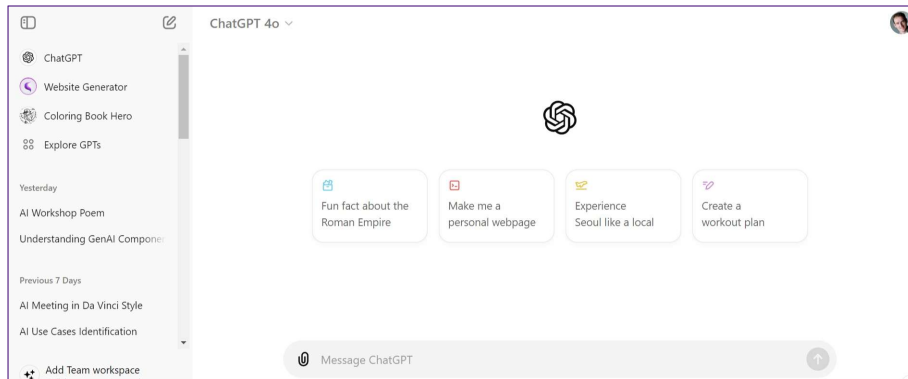 ChatGPT 4o
ChatGPT
Website Generator
Coloring Book Hero
Explore GPTs
Yesterday
AI Workshop Poem
Understanding GenAI Compone
Previous 7 Days
AI Meeting in Da Vinci Style
AI Use Cases Identification
Add Team workspace
Fun fact about the
Roman Empire
Make me a
personal webpage
Experience
Seoul like a local
Create a
workout plan
Message ChatGPT